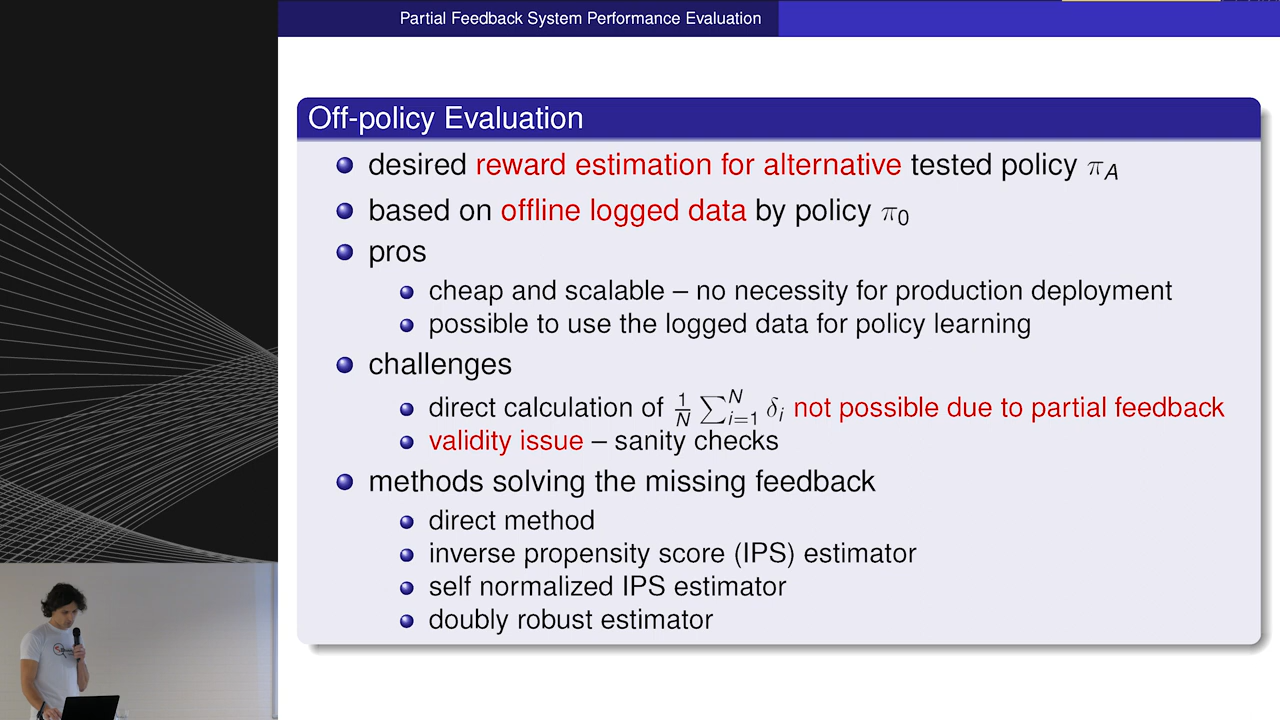 Partial Feedback System Performance Evaluation
Off-policy Evaluation
desired reward estimation for alternative tested policy π_A
based on offline logged data by policy π_0
pros
cheap and scalable – no necessity for production deployment
possible to use the logged data for policy learning
challenges
direct calculation of 1/N ∑_{i=1}^{N} δ_i not possible due to partial feedback
validity issue – sanity checks
methods solving the missing feedback
direct method
inverse propensity score (IPS) estimator
self normalized IPS estimator
doubly robust estimator